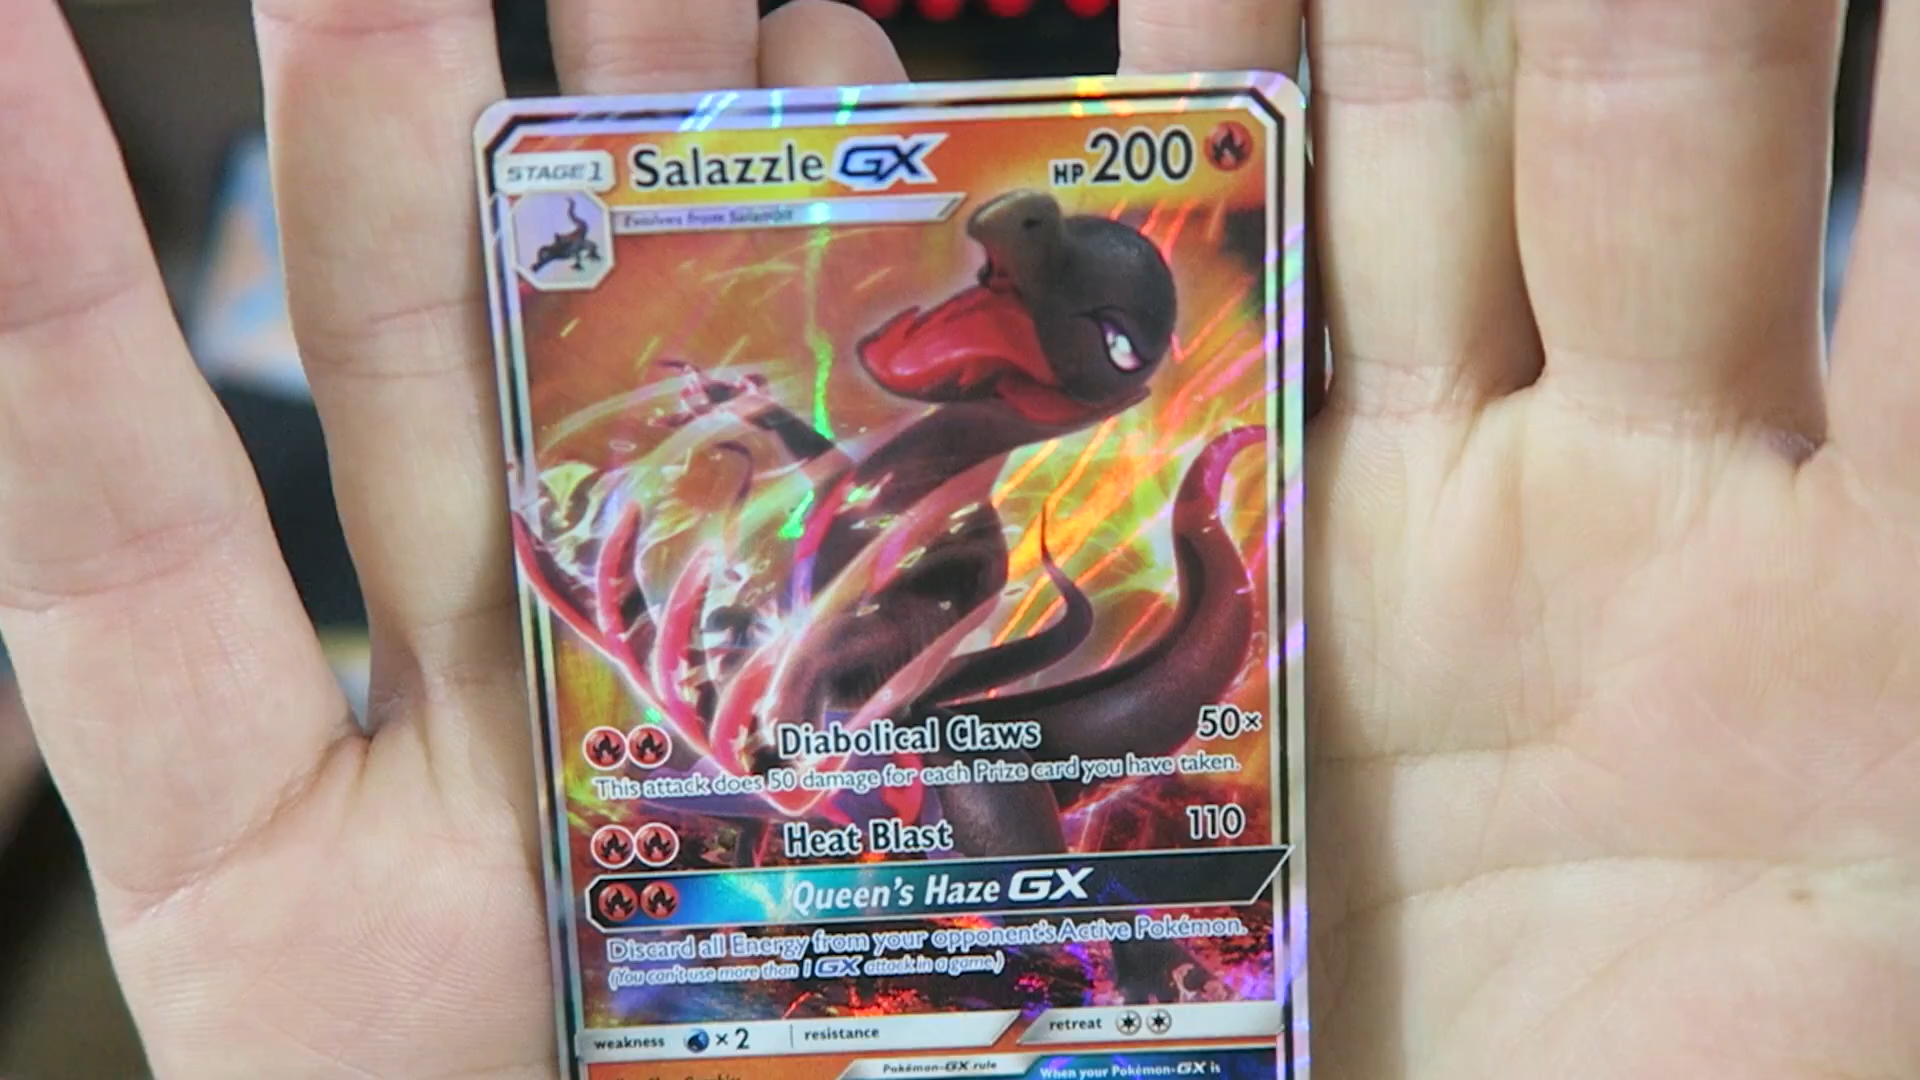 STAGE 1 Salazzle GX HP 200
Evolves from Salandit
Diabolical Claws 50×
This attack does 50 damage for each Prize card you have taken.
Heat Blast 110
Queen's Haze GX
Discard all Energy from your opponent's Active Pokémon.
(You can't use more than 1 GX attack in a game.)
weakness ×2 resistance retreat
Pokémon-GX rule When your Pokémon-GX is